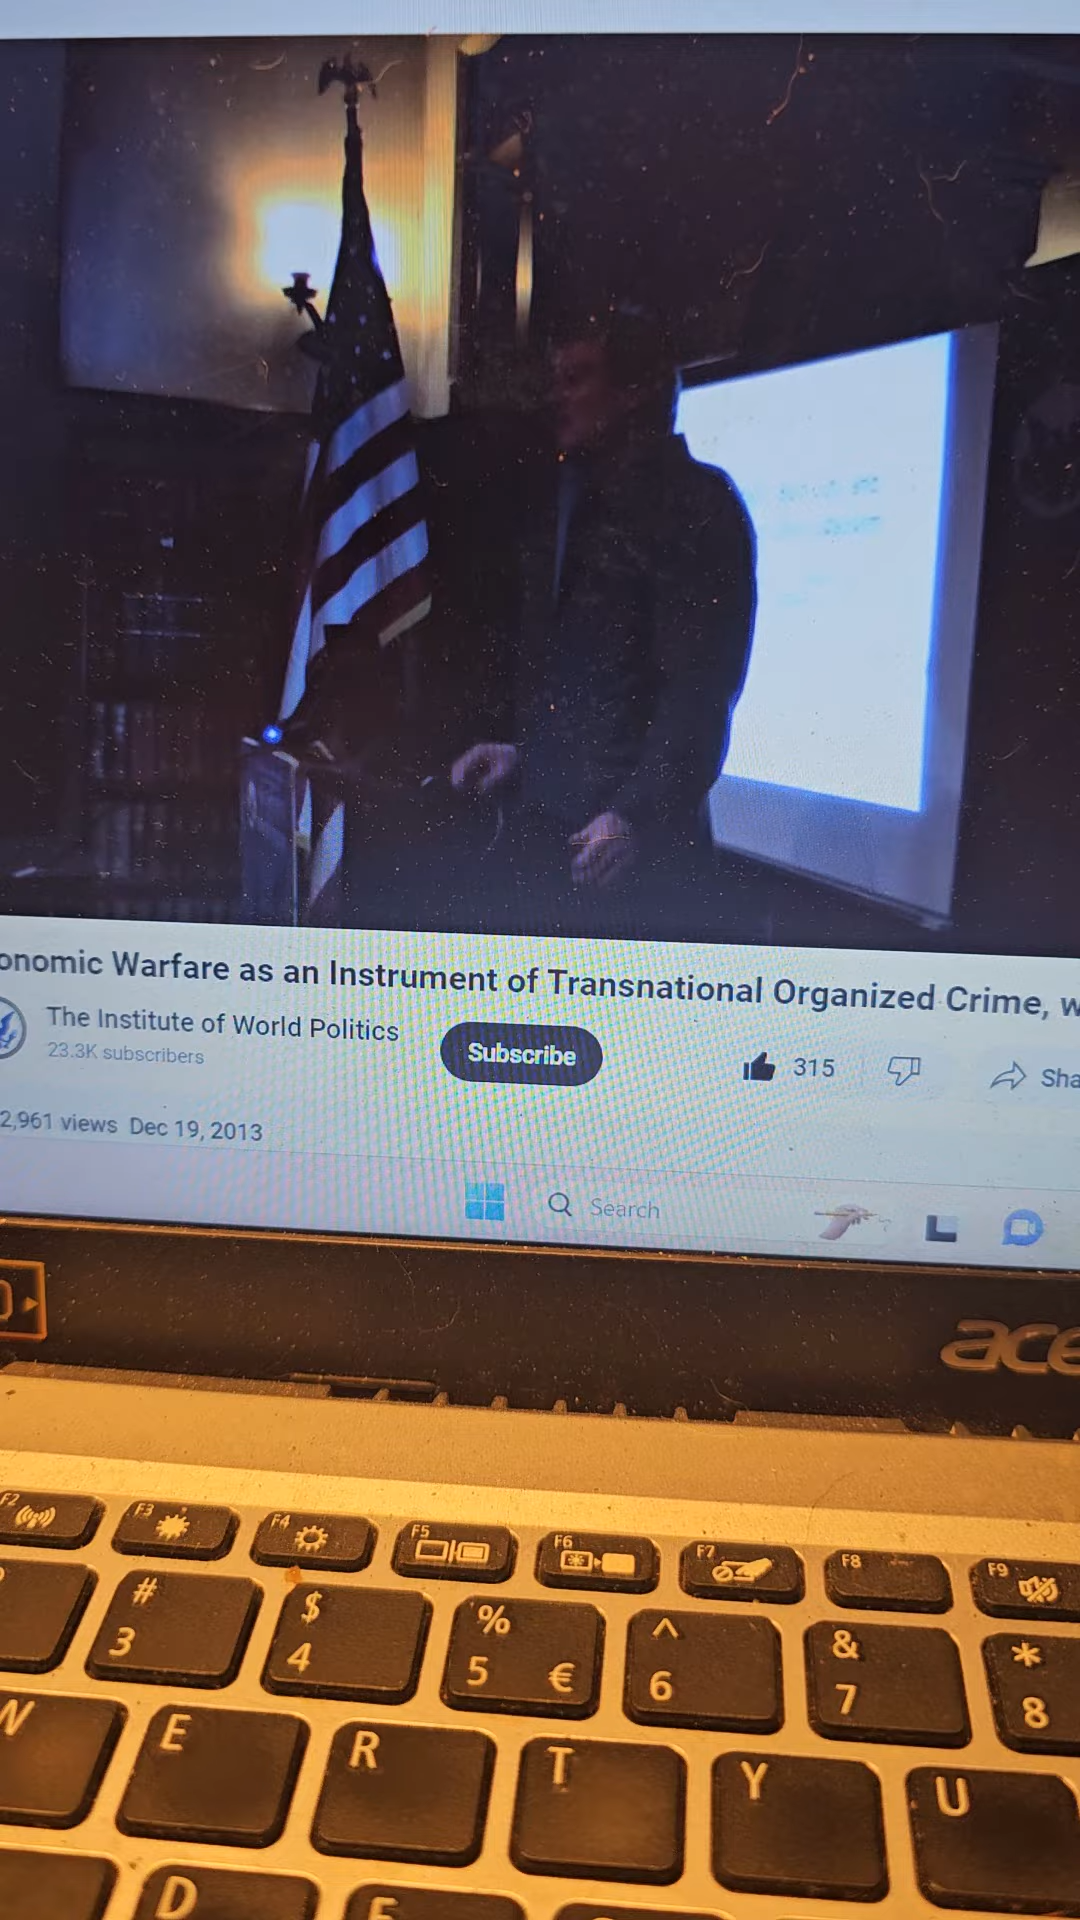 onomic Warfare as an Instrument of Transnational Organized Crime, w
The Institute of World Politics
23.3K subscribers
Subscribe
315
Sha
2,961 views Dec 19, 2013
Search
ace
F2 F3 F4 F5 F6 F7 F8 F9
# $ % ^ & *
3 4 5 € 6 7 8
W E R T Y U
D F